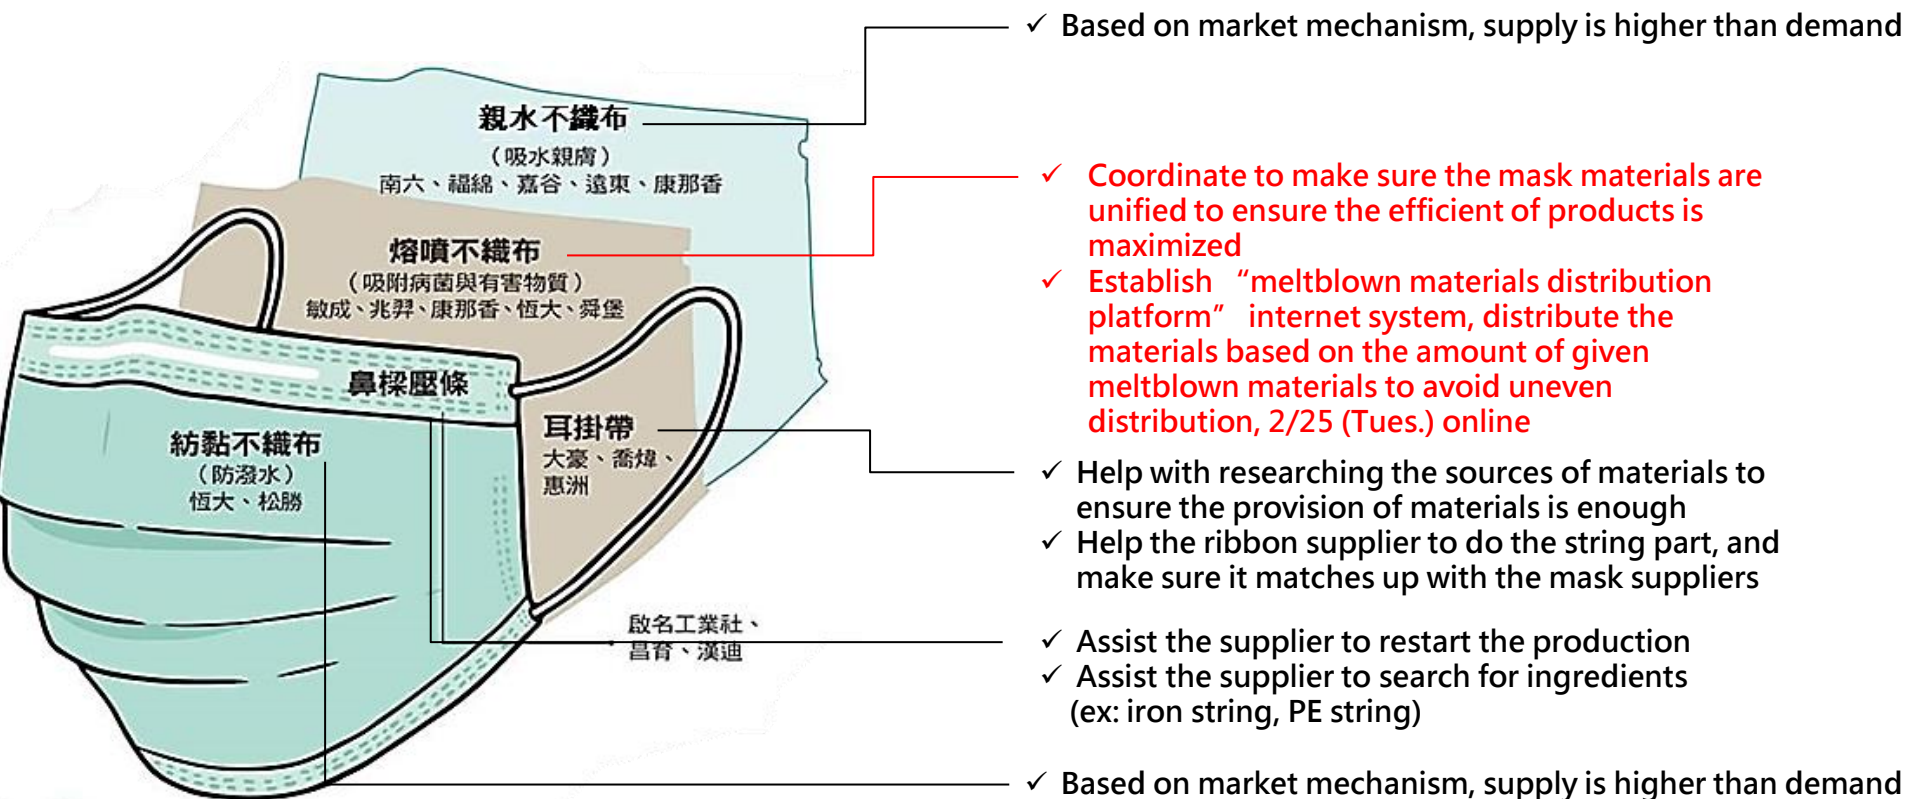 ✓ Based on market mechanism, supply is higher than demand
親水不織布
（吸水親膚）
南六、福綿、嘉谷、遠東、康那香
✓ Coordinate to make sure the mask materials are
unified to ensure the efficient of products is
maximized
✓ Establish “meltblown materials distribution
platform” internet system, distribute the
materials based on the amount of given
meltblown materials to avoid uneven
distribution, 2/25 (Tues.) online
熔噴不織布
（吸附病菌與有害物質）
敏成、兆羿、康那香、恆大、舜堡
鼻樑壓條
耳掛帶
大豪、喬煒、
惠洲
紡黏不織布
（防潑水）
恆大、松勝
✓ Help with researching the sources of materials to
ensure the provision of materials is enough
✓ Help the ribbon supplier to do the string part, and
make sure it matches up with the mask suppliers
啟名工業社、
昌育、漢迪
✓ Assist the supplier to restart the production
✓ Assist the supplier to search for ingredients
(ex: iron string, PE string)
✓ Based on market mechanism, supply is higher than demand